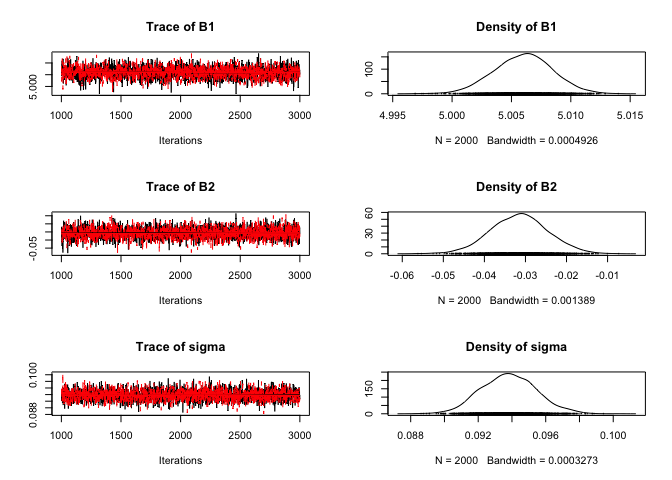 Trace of B1
5.000
1000 1500 2000 2500 3000
Iterations
Density of B1
0 100
4.995 5.000 5.005 5.010 5.015
N = 2000 Bandwidth = 0.0004926
Trace of B2
-0.05
1000 1500 2000 2500 3000
Iterations
Density of B2
0 30 60
-0.06 -0.05 -0.04 -0.03 -0.02 -0.01
N = 2000 Bandwidth = 0.001389
Trace of sigma
0.088 0.100
1000 1500 2000 2500 3000
Iterations
Density of sigma
0 150
0.088 0.092 0.096 0.100
N = 2000 Bandwidth = 0.0003273